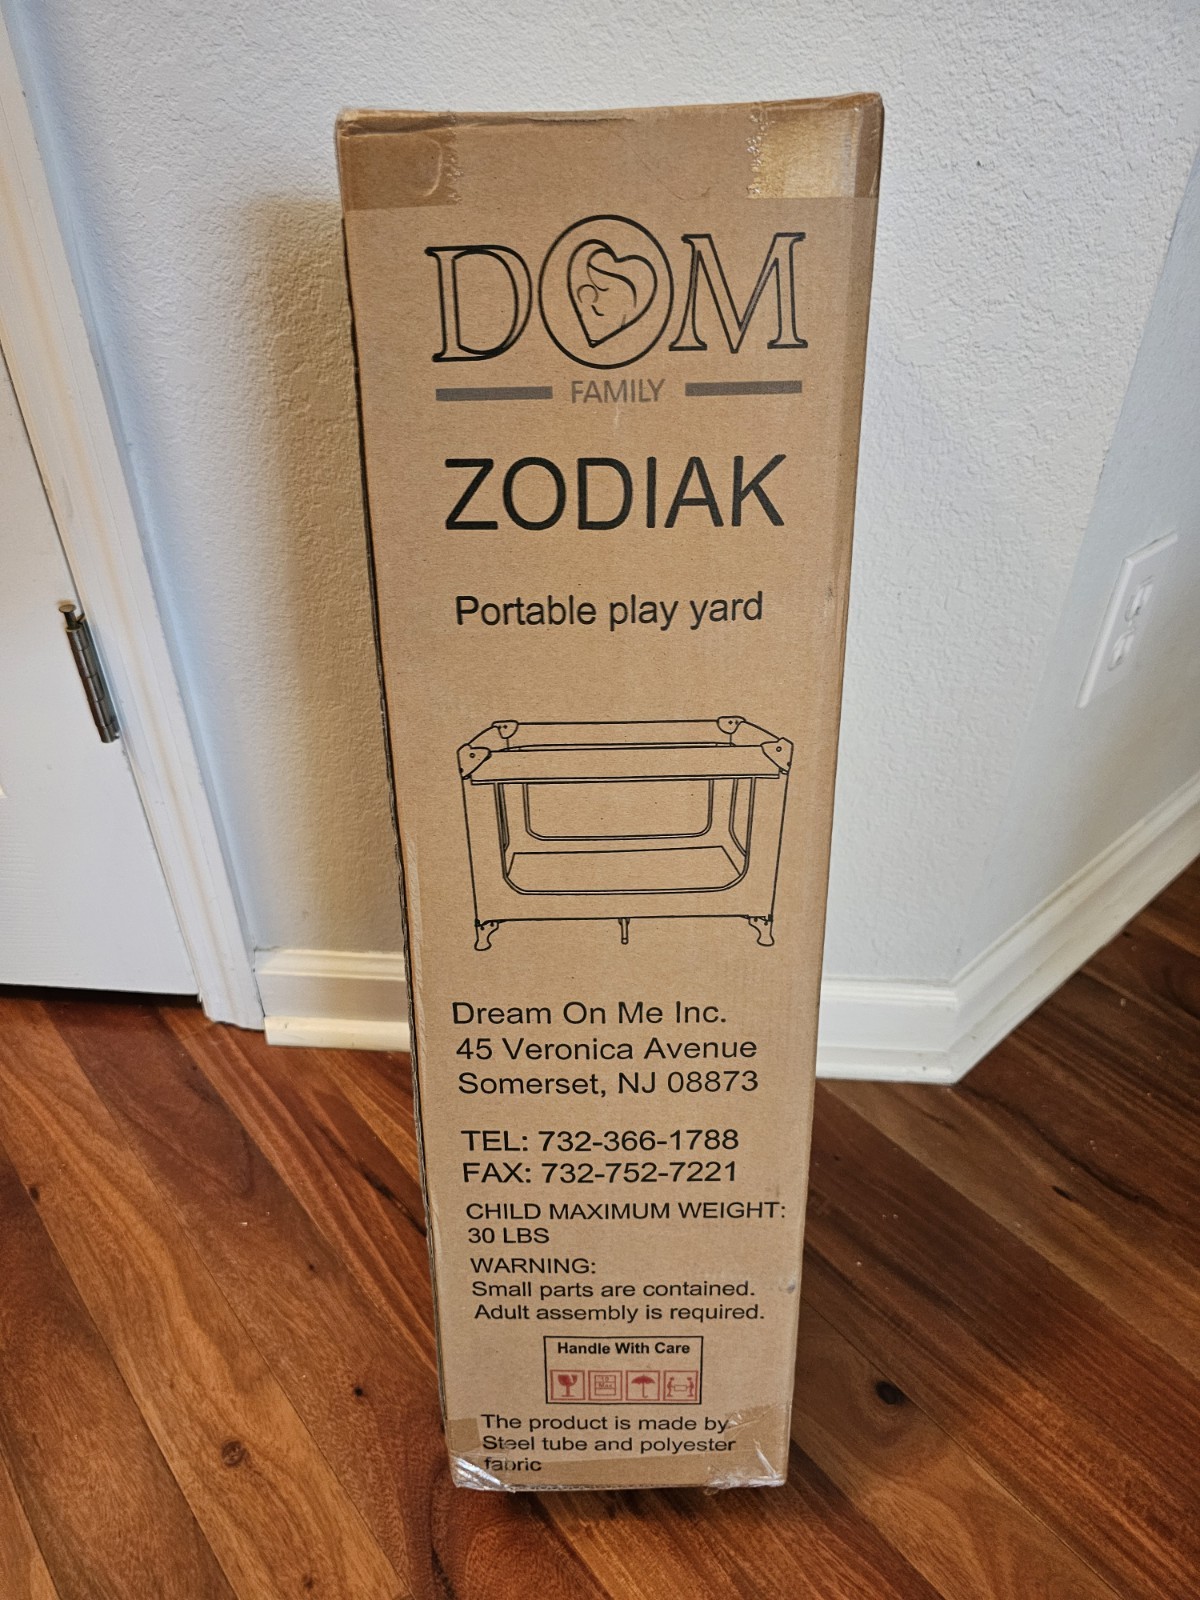 DOM
FAMILY
ZODIAK
Portable play yard
Dream On Me Inc.
45 Veronica Avenue
Somerset, NJ 08873
TEL: 732-366-1788
FAX: 732-752-7221
CHILD MAXIMUM WEIGHT:
30 LBS
WARNING:
Small parts are contained.
Adult assembly is required.
Handle With Care
The product is made by
Steel tube and polyester
fabric